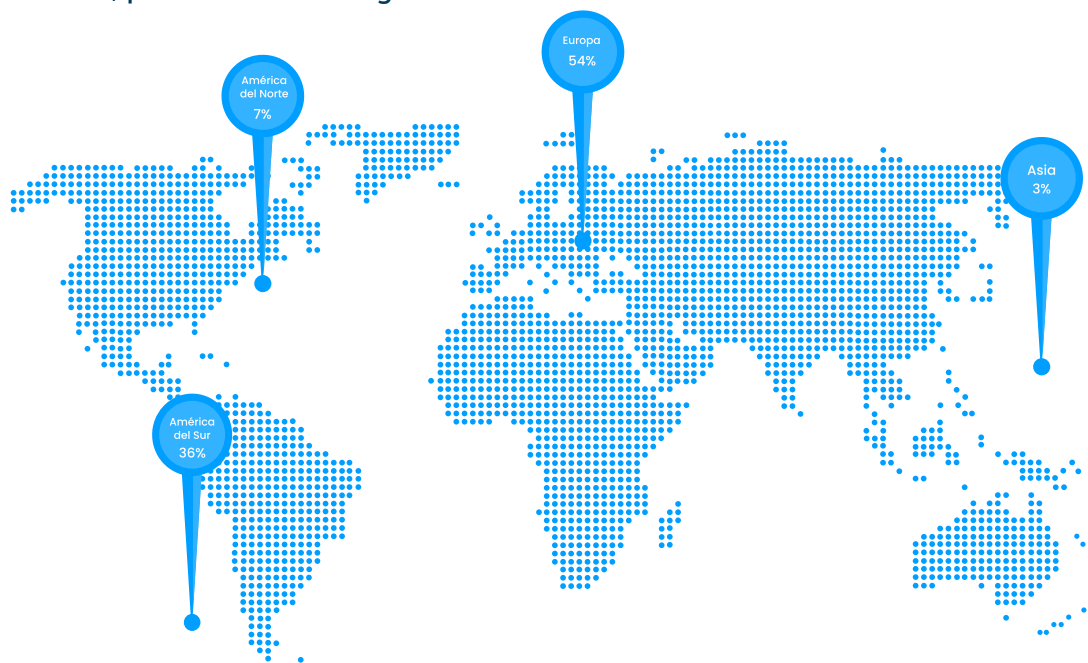 Europa
54%
América
del Norte
7%
Asia
3%
América
del Sur
36%